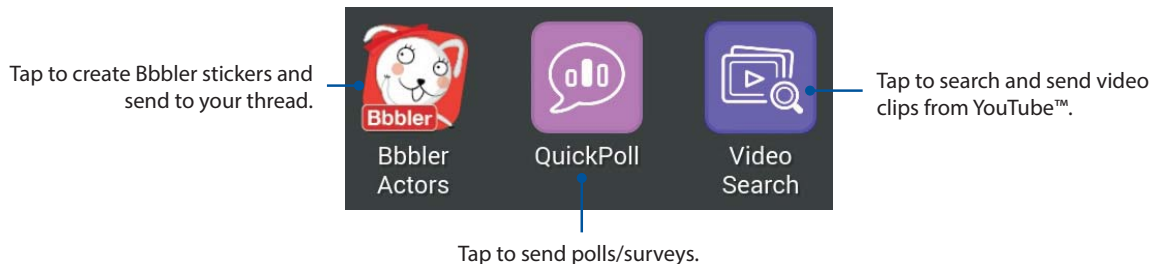 Tap to create Bbbler stickers and
send to your thread.
Bbbler
Bbbler
Actors
QuickPoll
Video
Search
Tap to search and send video
clips from YouTube™.
Tap to send polls/surveys.